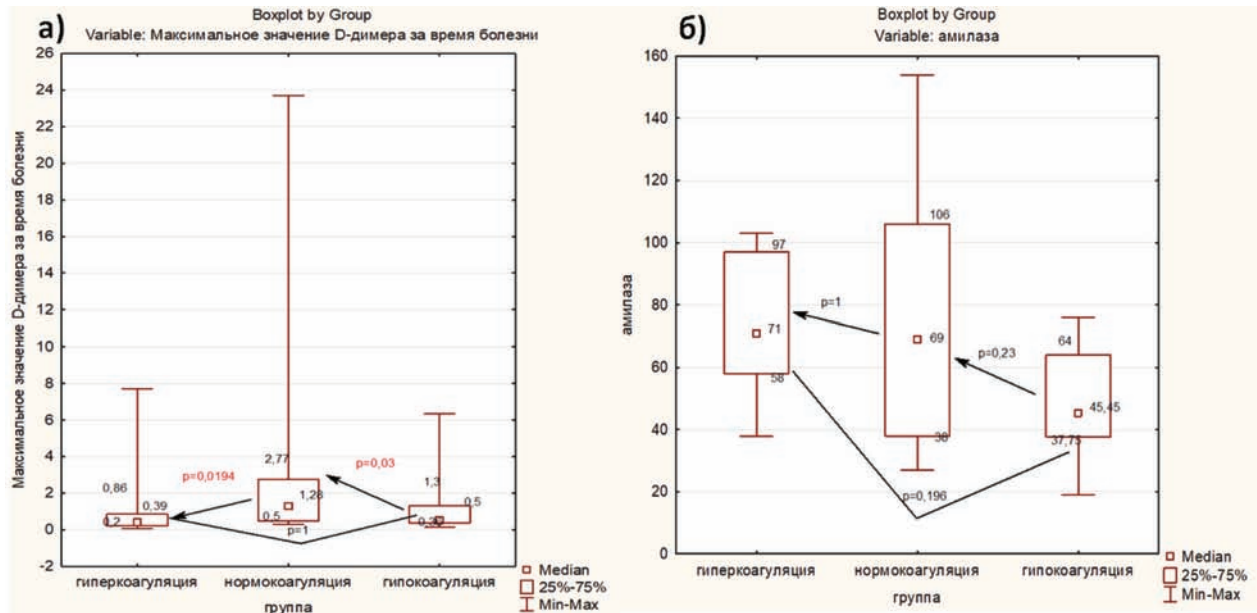 а)
Boxplot by Group
Variable: Максимальное значение D-димера за время болезни
Максимальное значение D-димера за время болезни
26
24
22
20
18
16
14
12
10
8
6
4
2
0
-2
0,86
0,39
0,2
p=0,0194
2,77
1,28
0,5
p=1
p=0,03
1,3
0,5
гиперкоагуляция
нормокоагуляция
гипокоагуляция
группа
Median
25%-75%
Min-Max
б)
Boxplot by Group
Variable: амилаза
амилаза
160
140
120
100
80
60
40
20
0
97
71
58
p=1
106
69
38
p=0,23
64
45,45
37,75
p=0,196
гиперкоагуляция
нормокоагуляция
гипокоагуляция
группа
Median
25%-75%
Min-Max